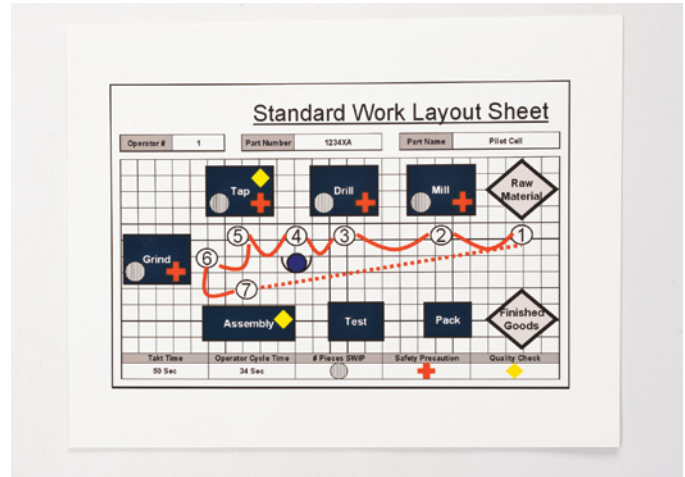 Standard Work Layout Sheet
Operator # 1 Part Number 1234XA Part Name Pilot Cell
Tap Drill Mill Raw Material
5 4 3 2 1
Grind 6
7
Assembly Test Pack Finished Goods
Takt Time Operator Cycle Time # Pieces SWIP Safety Precaution Quality Check
50 Sec 34 Sec